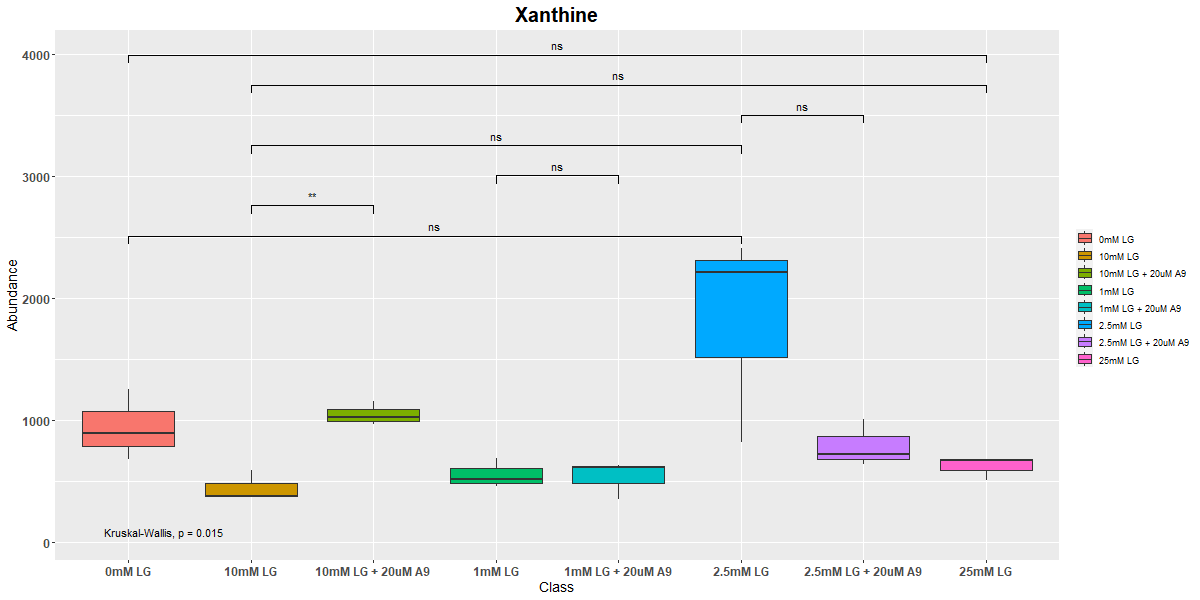 Xanthine
Abundance
4000
3000
2000
1000
0
ns
ns
ns
ns
ns
**
ns
Kruskal-Wallis, p = 0.015
0mM LG
10mM LG
10mM LG + 20uM A9
1mM LG
1mM LG + 20uM A9
2.5mM LG
2.5mM LG + 20uM A9
25mM LG
Class
0mM LG
10mM LG
10mM LG + 20uM A9
1mM LG
1mM LG + 20uM A9
2.5mM LG
2.5mM LG + 20uM A9
25mM LG